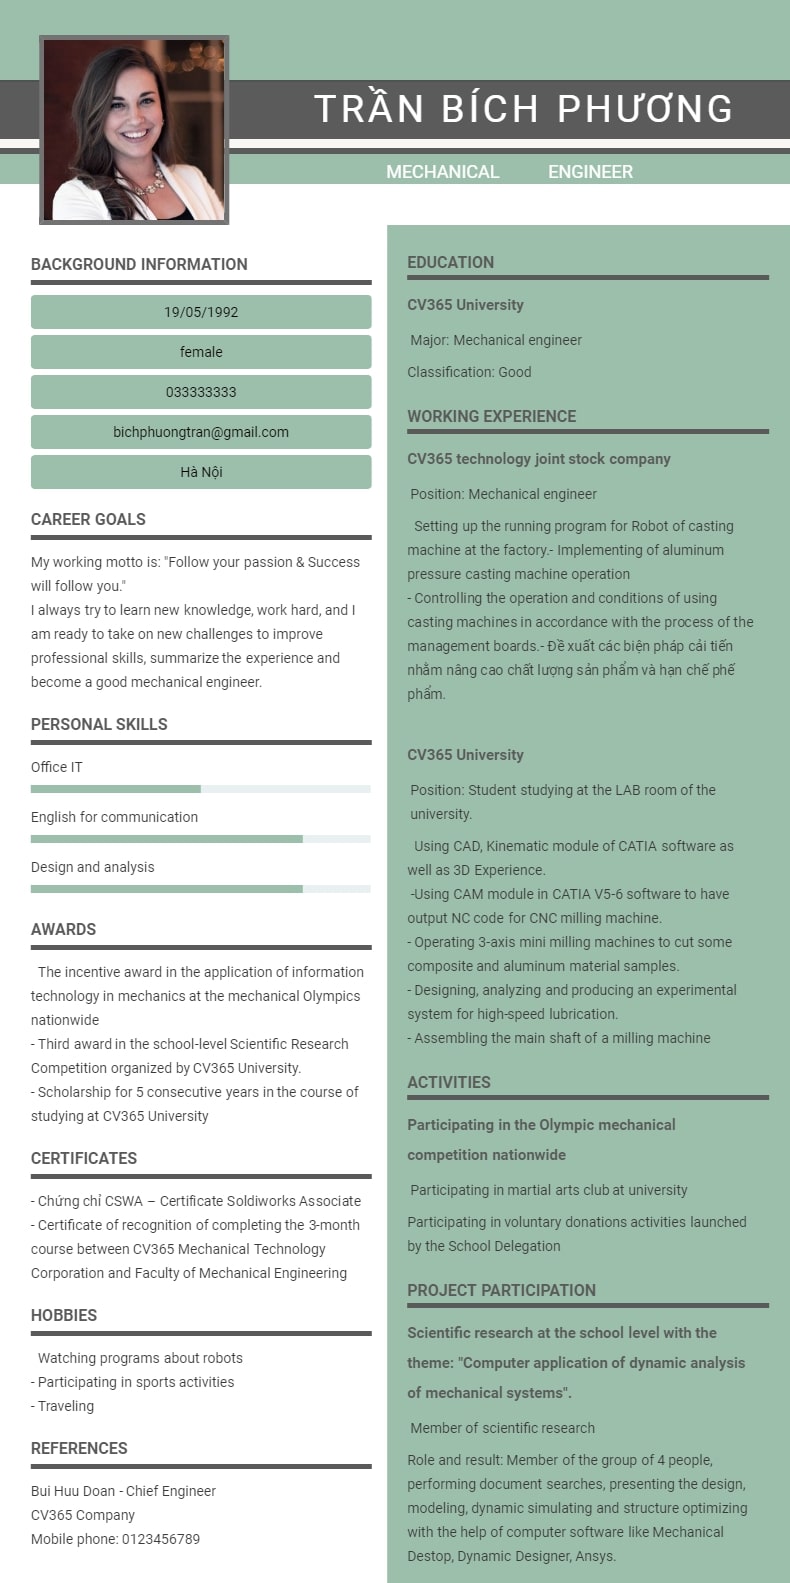 TRẦN BÍCH PHƯƠNG
MECHANICAL ENGINEER
BACKGROUND INFORMATION
19/05/1992
female
033333333
bichphuongtran@gmail.com
Hà Nội
CAREER GOALS
My working motto is: "Follow your passion & Success
will follow you."
I always try to learn new knowledge, work hard, and I
am ready to take on new challenges to improve
professional skills, summarize the experience and
become a good mechanical engineer.
PERSONAL SKILLS
Office IT
English for communication
Design and analysis
AWARDS
The incentive award in the application of information
technology in mechanics at the mechanical Olympics
nationwide
- Third award in the school-level Scientific Research
Competition organized by CV365 University.
- Scholarship for 5 consecutive years in the course of
studying at CV365 University
CERTIFICATES
- Chứng chỉ CSWA – Certificate Soldiworks Associate
- Certificate of recognition of completing the 3-month
course between CV365 Mechanical Technology
Corporation and Faculty of Mechanical Engineering
HOBBIES
Watching programs about robots
- Participating in sports activities
- Traveling
REFERENCES
Bui Huu Doan - Chief Engineer
CV365 Company
Mobile phone: 0123456789
EDUCATION
CV365 University
Major: Mechanical engineer
Classification: Good
WORKING EXPERIENCE
CV365 technology joint stock company
Position: Mechanical engineer
Setting up the running program for Robot of casting
machine at the factory.- Implementing of aluminum
pressure casting machine operation
- Controlling the operation and conditions of using
casting machines in accordance with the process of the
management boards.- Đề xuất các biện pháp cải tiến
nhằm nâng cao chất lượng sản phẩm và hạn chế phế
phẩm.
CV365 University
Position: Student studying at the LAB room of the
university.
Using CAD, Kinematic module of CATIA software as
well as 3D Experience.
-Using CAM module in CATIA V5-6 software to have
output NC code for CNC milling machine.
- Operating 3-axis mini milling machines to cut some
composite and aluminum material samples.
- Designing, analyzing and producing an experimental
system for high-speed lubrication.
- Assembling the main shaft of a milling machine
ACTIVITIES
Participating in the Olympic mechanical
competition nationwide
Participating in martial arts club at university
Participating in voluntary donations activities launched
by the School Delegation
PROJECT PARTICIPATION
Scientific research at the school level with the
theme: "Computer application of dynamic analysis
of mechanical systems".
Member of scientific research
Role and result: Member of the group of 4 people,
performing document searches, presenting the design,
modeling, dynamic simulating and structure optimizing
with the help of computer software like Mechanical
Destop, Dynamic Designer, Ansys.